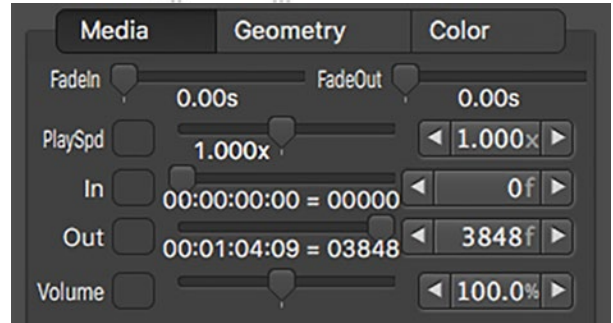 Media Geometry Color
FadeIn FadeOut
0.00s 0.00s
PlaySpd 1.000x
1.000x
In 0f
00:00:00:00 = 00000
Out 3848f
00:01:04:09 = 03848
Volume 100.0%